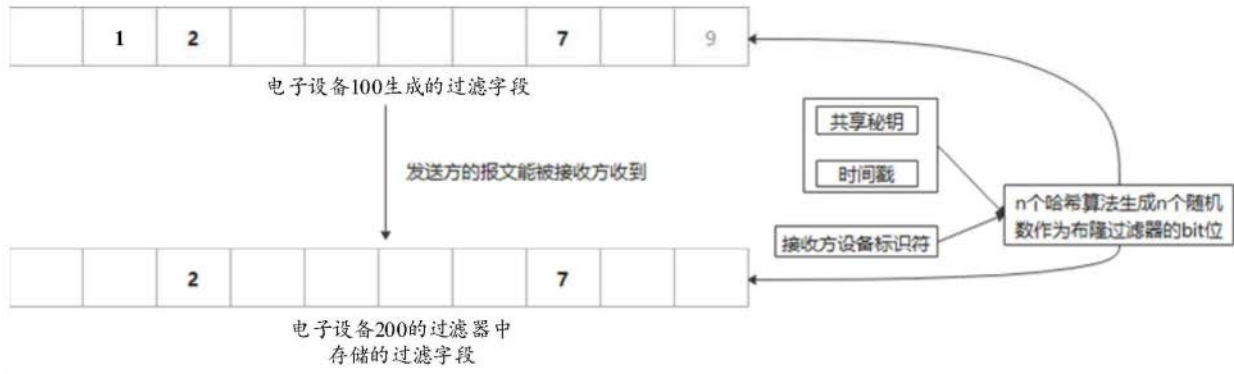 1 2 7 9
电子设备100生成的过滤字段
共享秘钥
发送方的报文能被接收方收到
时间戳
n个哈希算法生成n个随机
数作为布隆过滤器的bit位
接收方设备标识符
2 7
电子设备200的过滤器中
存储的过滤字段